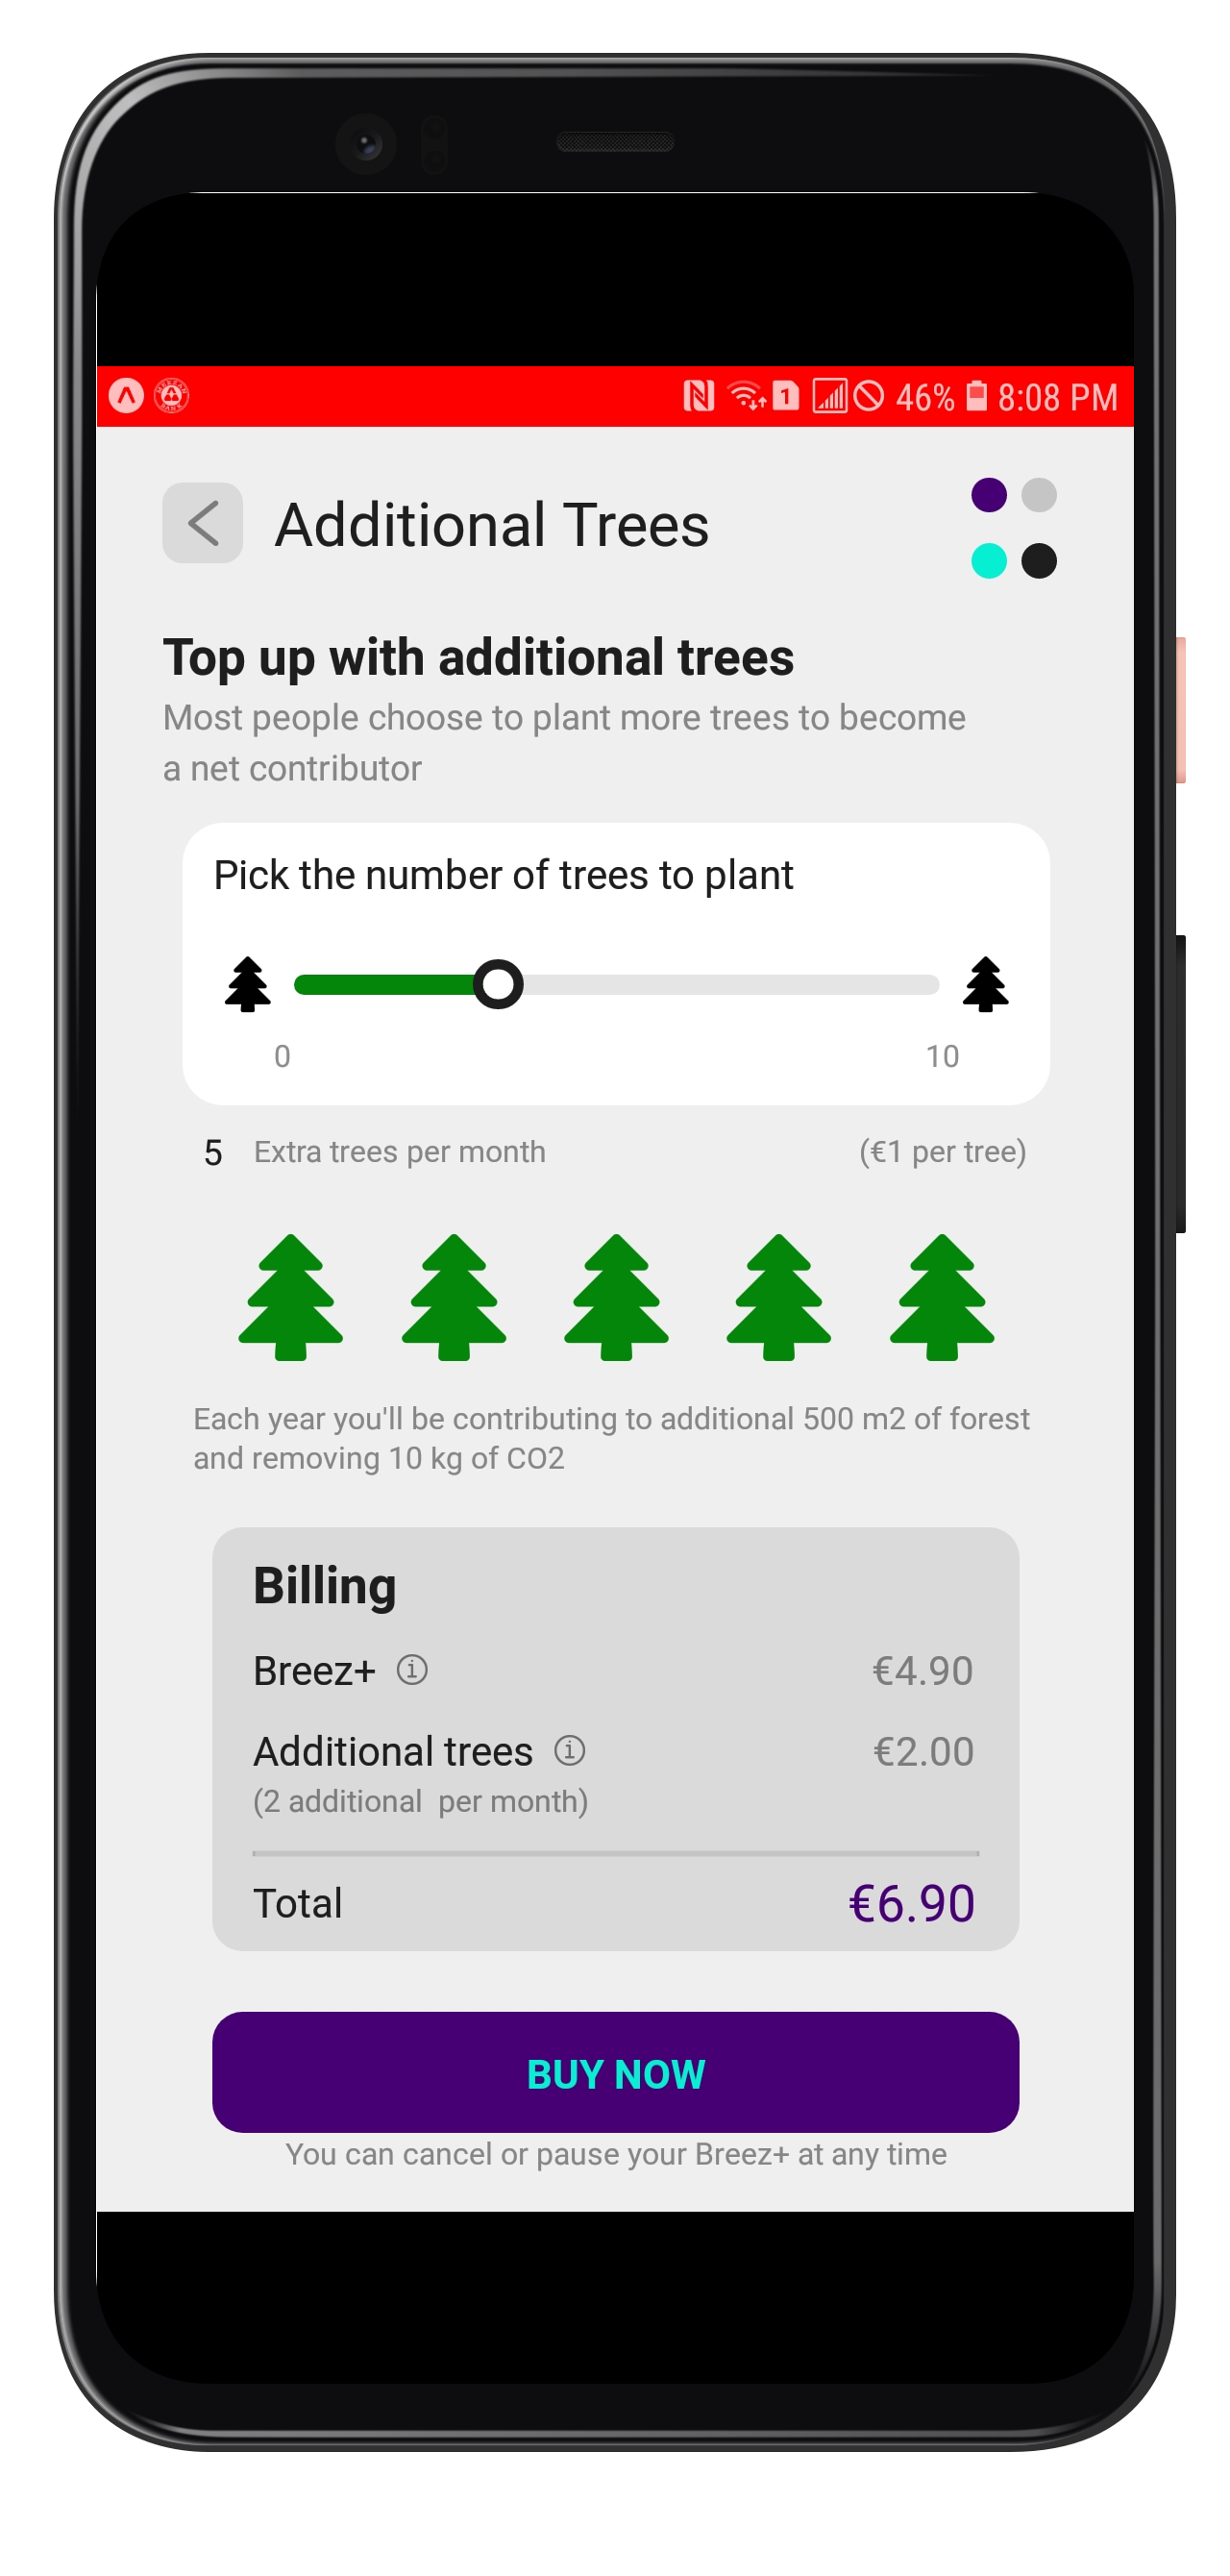 1 46% 8:08 PM
Additional Trees
Top up with additional trees
Most people choose to plant more trees to become
a net contributor
Pick the number of trees to plant
0 10
5 Extra trees per month (€1 per tree)
Each year you'll be contributing to additional 500 m2 of forest
and removing 10 kg of CO2
Billing
Breez+ €4.90
Additional trees €2.00
(2 additional per month)
Total €6.90
BUY NOW
You can cancel or pause your Breez+ at any time